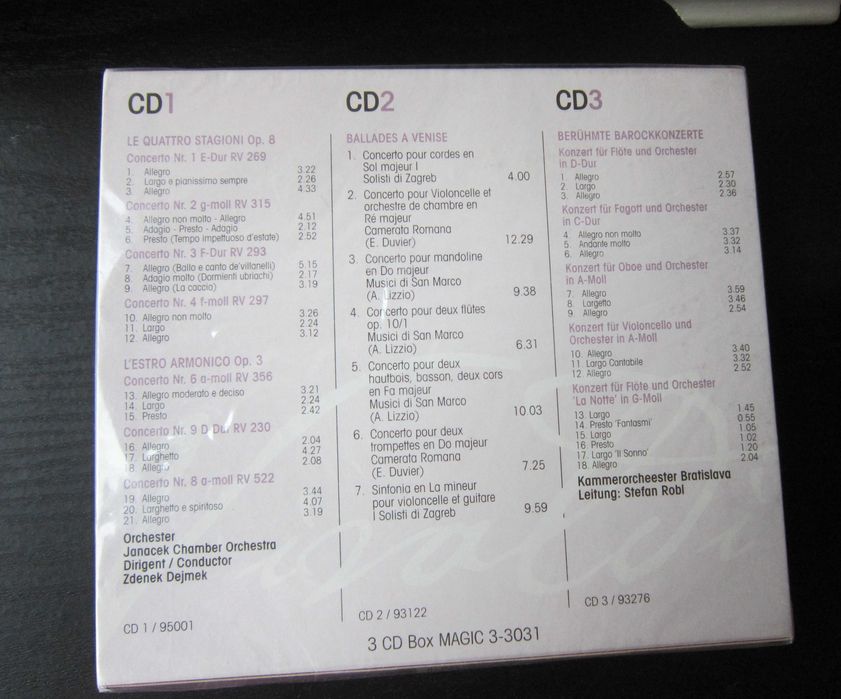 CD1
LE QUATTRO STAGIONI Op. 8
Concerto Nr. 1 E-Dur RV 269
1. Allegro 3.22
2. Largo e pianissimo sempre 2.26
3. Allegro 4.33
Concerto Nr. 2 g-moll RV 315
4. Allegro non molto - Allegro 4.51
5. Adagio - Presto - Adagio 2.12
6. Presto (Tempo impettuoso d'estate) 2.52
Concerto Nr. 3 F-Dur RV 293
7. Allegro (Ballo e canto de'villanelli) 5.15
8. Adagio molto (Dormienti ubriachi) 2.17
9. Allegro (La caccia) 3.19
Concerto Nr. 4 f-moll RV 297
10. Allegro non molto 3.26
11. Largo 2.24
12. Allegro 3.12
L'ESTRO ARMONICO Op. 3
Concerto Nr. 6 a-moll RV 356
13. Allegro moderato e deciso 3.21
14. Largo 2.24
15. Presto 2.42
Concerto Nr. 9 D Dur RV 230
16. Allegro 2.04
17. Larghetto 4.27
18. Allegro 2.08
Concerto Nr. 8 a-moll RV 522
19. Allegro 3.44
20. Larghetto e spiritoso 4.07
21. Allegro 3.19
Orchester
Janacek Chamber Orchestra
Dirigent / Conductor
Zdenek Dejmek
CD 1 / 95001
CD2
BALLADES A VENISE
1. Concerto pour cordes en
Sol majeur I
Solisti di Zagreb 4.00
2. Concerto pour Violoncelle et
orchestre de chambre en
Ré majeur
Camerata Romana
(E. Duvier) 12.29
3. Concerto pour mandoline
en Do majeur
Musici di San Marco
(A. Lizzio) 9.38
4. Concerto pour deux flûtes
op. 10/1
Musici di San Marco
(A. Lizzio) 6.31
5. Concerto pour deux
hautbois, basson, deux cors
en Fa majeur
Musici di San Marco
(A. Lizzio) 10.03
6. Concerto pour deux
trompettes en Do majeur
Camerata Romana
(E. Duvier) 7.25
7. Sinfonia en La mineur
pour violoncelle et guitare
I Solisti di Zagreb 9.59
CD 2 / 93122
CD3
BERÜHMTE BAROCKKONZERTE
Konzert für Flöte und Orchester
in D-Dur
1. Allegro 2.57
2. Largo 2.30
3. Allegro 2.36
Konzert für Fagott und Orchester
in C-Dur
4. Allegro non molto 3.37
5. Andante molto 3.32
6. Allegro 3.14
Konzert für Oboe und Orchester
in A-Moll
7. Allegro 3.59
8. Largetto 3.46
9. Allegro 2.54
Konzert für Violoncello und
Orchester in A-Moll
10. Allegro 3.40
11. Largo Cantabile 3.32
12. Allegro 2.52
Konzert für Flöte und Orchester
'La Notte' in G-Moll
13. Largo 1.45
14. Presto 'Fantasmi' 0.55
15. Largo 1.05
16. Presto 1.02
17. Largo 'Il Sonno' 1.20
18. Allegro 2.04
Kammerorcheester Bratislava
Leitung: Stefan Robl
CD 3 / 93276
3 CD Box MAGIC 3-3031